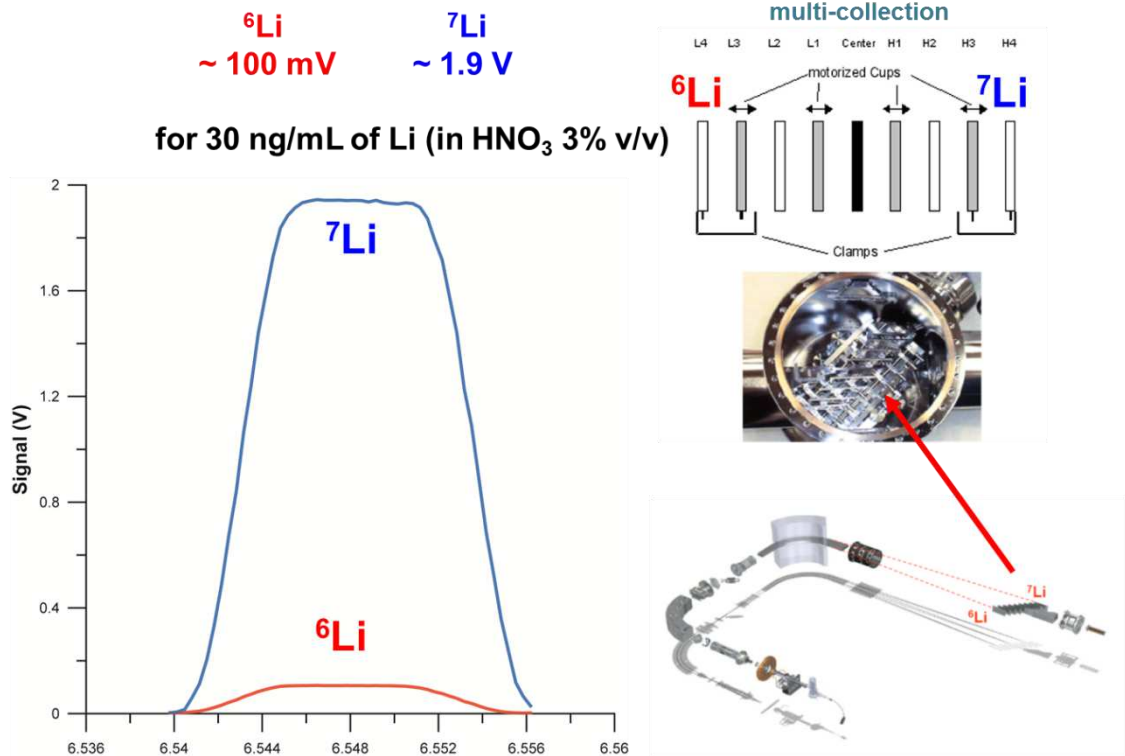 ⁶Li ⁷Li
~ 100 mV ~ 1.9 V
for 30 ng/mL of Li (in HNO₃ 3% v/v)
multi-collection
L4 L3 L2 L1 Center H1 H2 H3 H4
motorized Cups
⁶Li ⁷Li
Clamps
2
1.6
1.2
0.8
0.4
0
Signal (V)
⁷Li
⁶Li
6.536 6.54 6.544 6.548 6.552 6.556 6.56
⁷Li
⁶Li